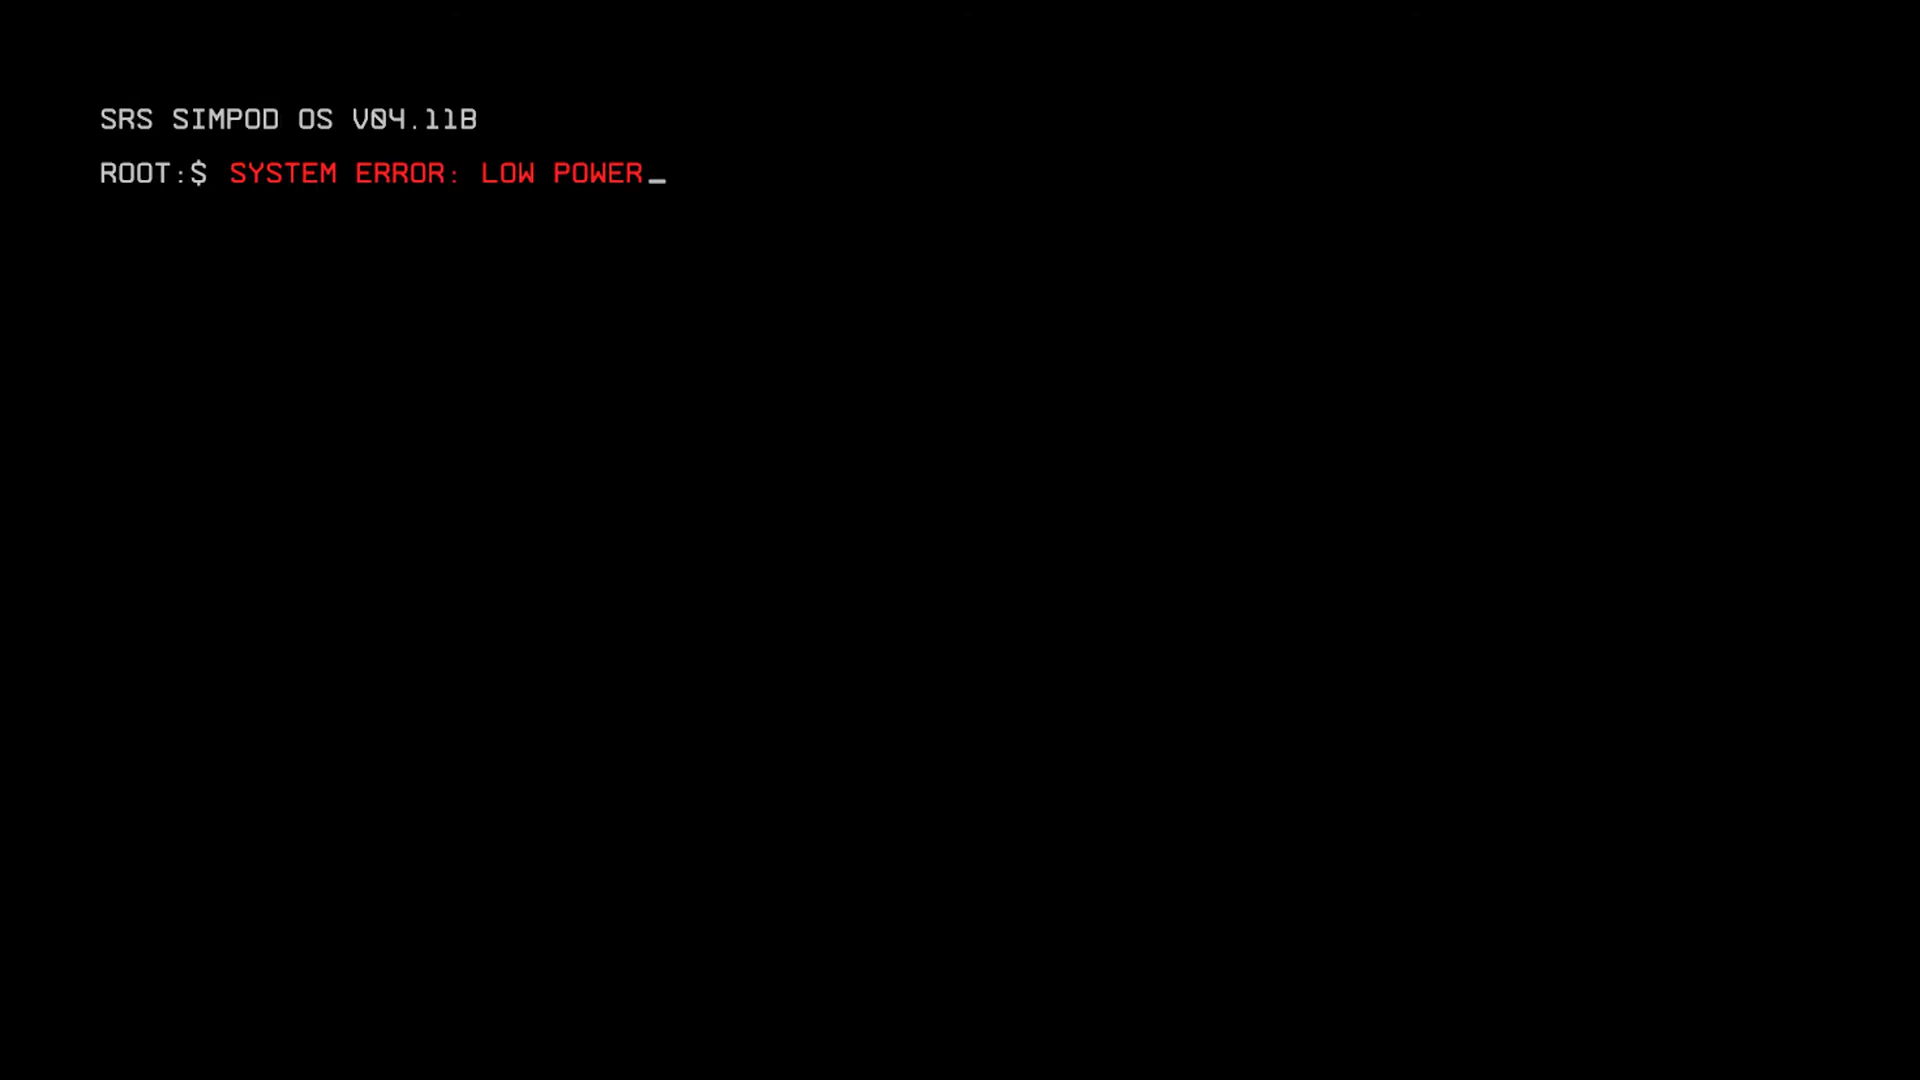 SRS SIMPOD OS V04.11B
ROOT:$ SYSTEM ERROR: LOW POWER_